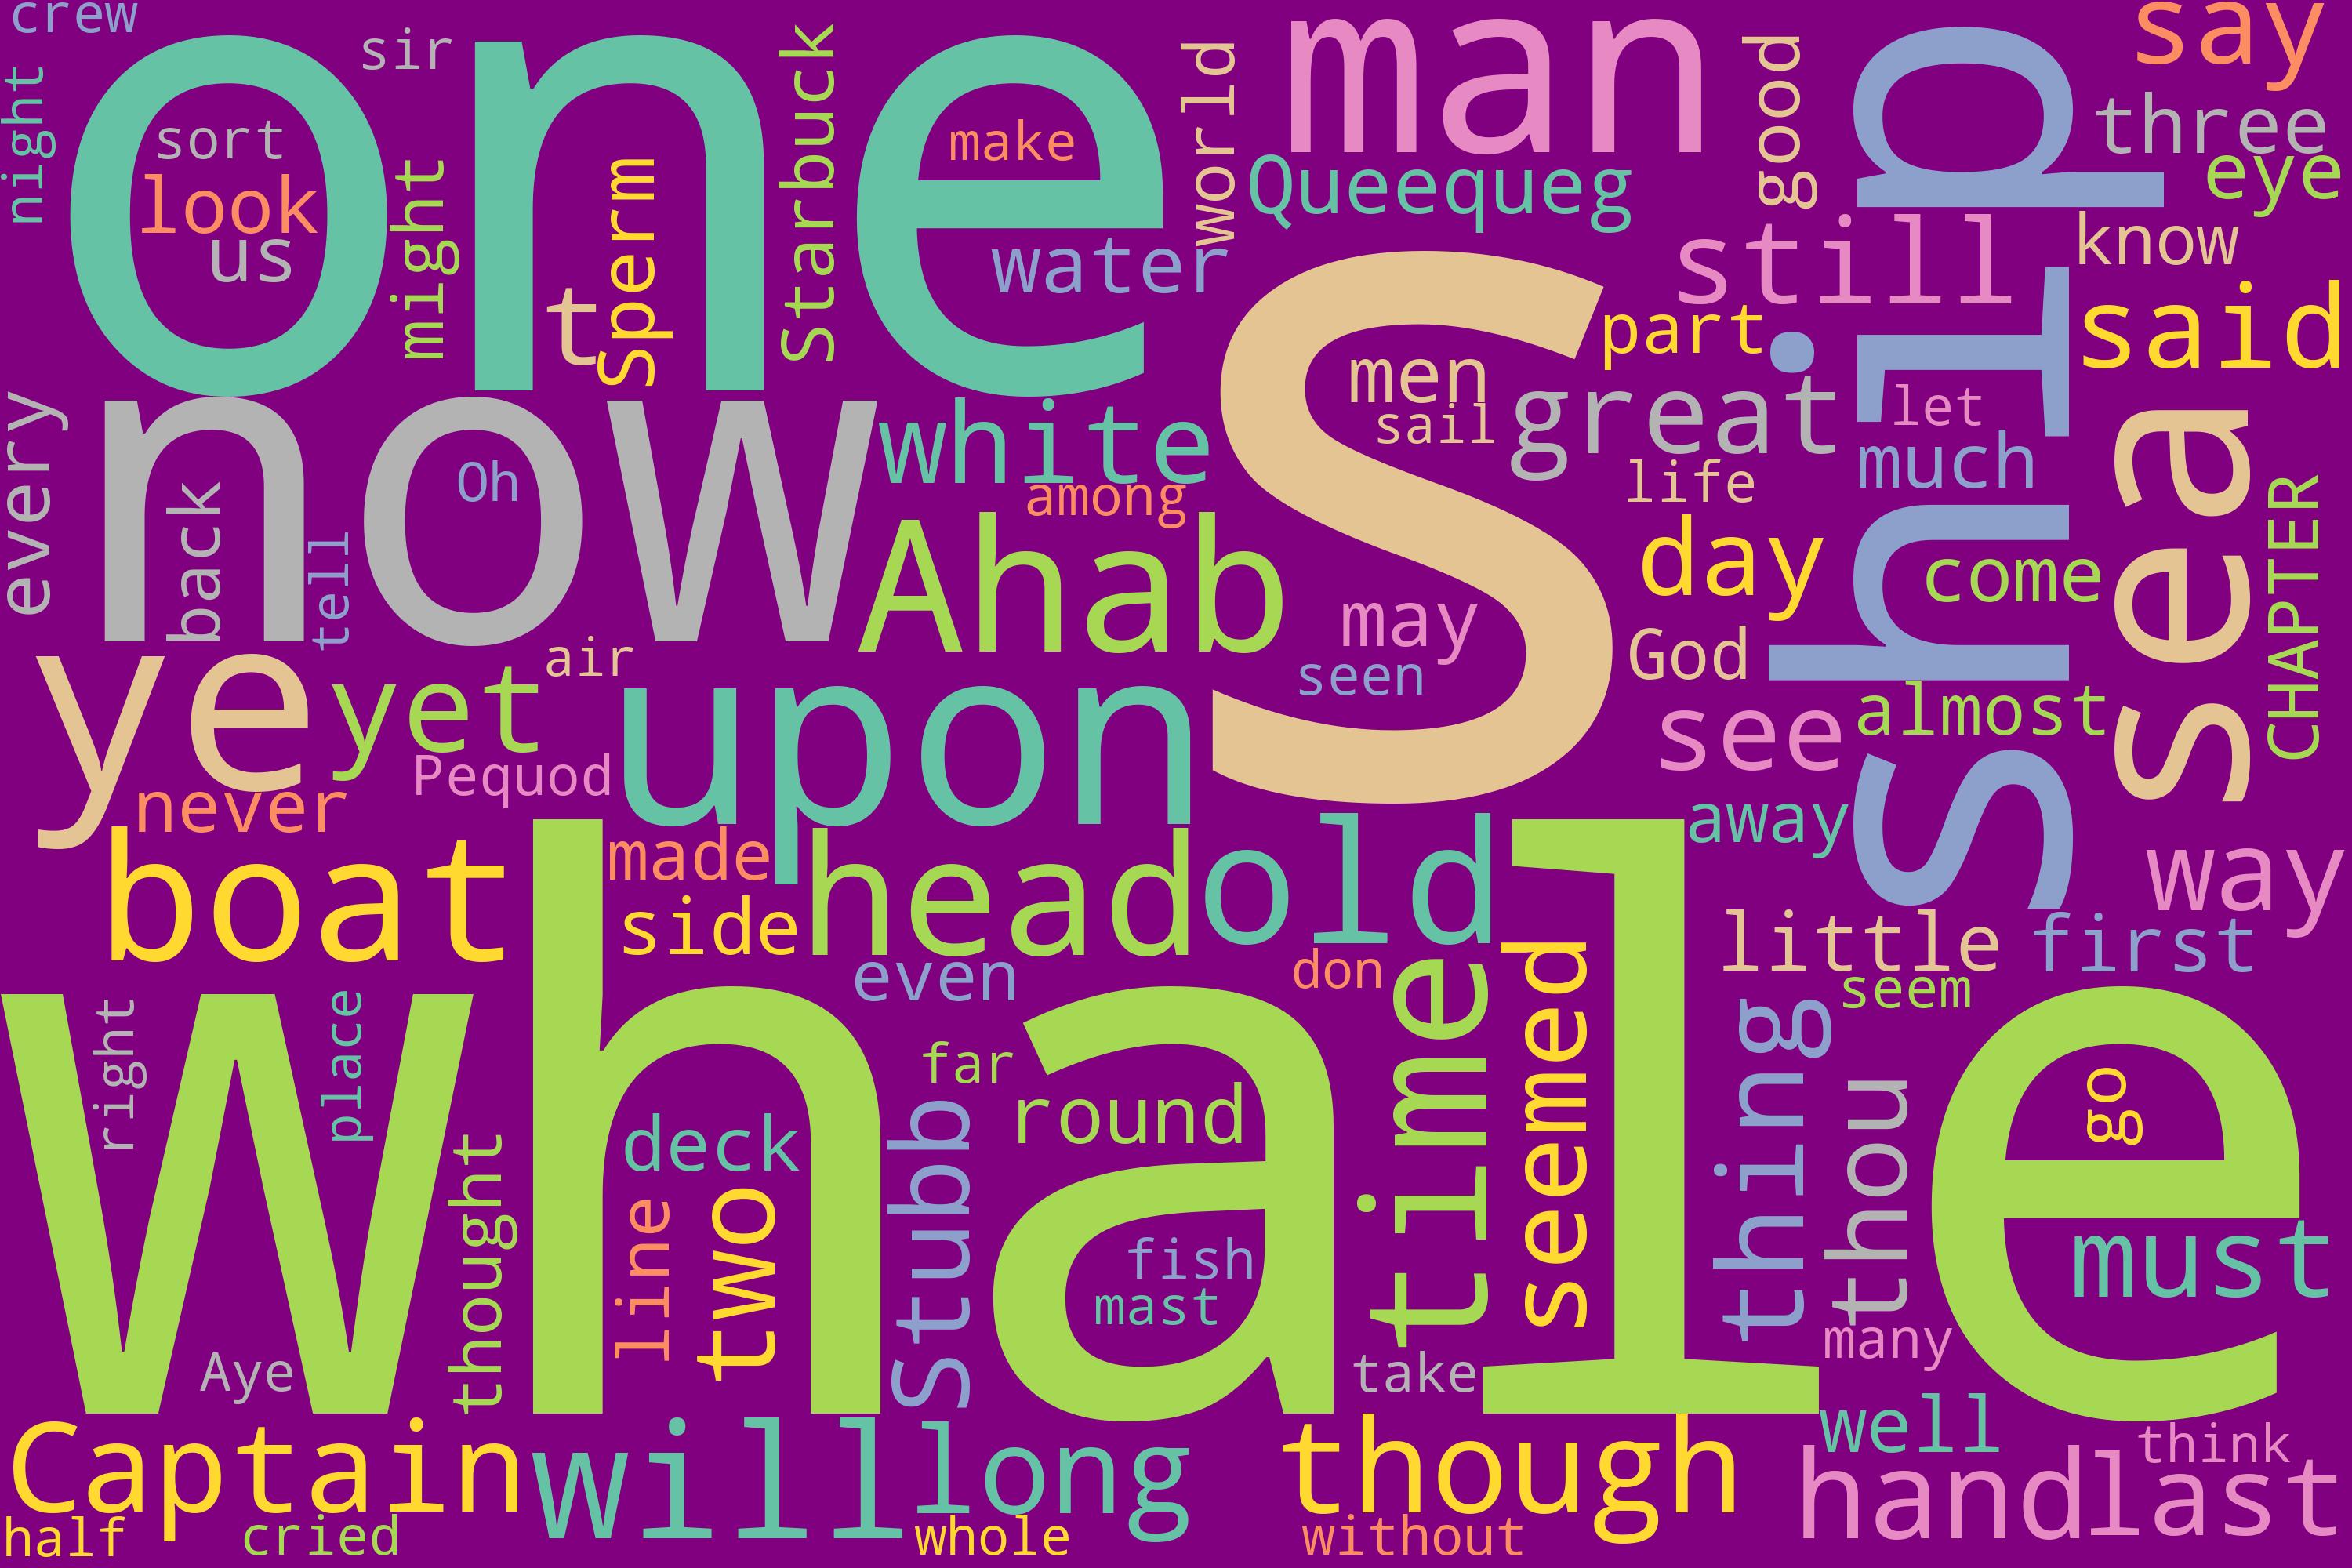 crew
sir
one
night
sort
look
us
might
sperm
t
Starbuck
make
water
world
man
Queequeg
good
ship
say
three
eye
know
still
said
part
s
men
sail
great
let
much
life
every
now
back
Oh
tell
white
among
Ahab
day
come
sea
CHAPTER
may
seen
God
almost
see
ye
yet
air
upon
Pequod
never
away
way
boat
made
side
head
old
even
don
time
seemed
little
first
seem
whale
right
place
thought
deck
line
two
Stubb
far
round
fish
mast
thing
thou
go
must
many
take
Aye
Captain
will
long
though
well
hand
last
think
half
cried
whole
without